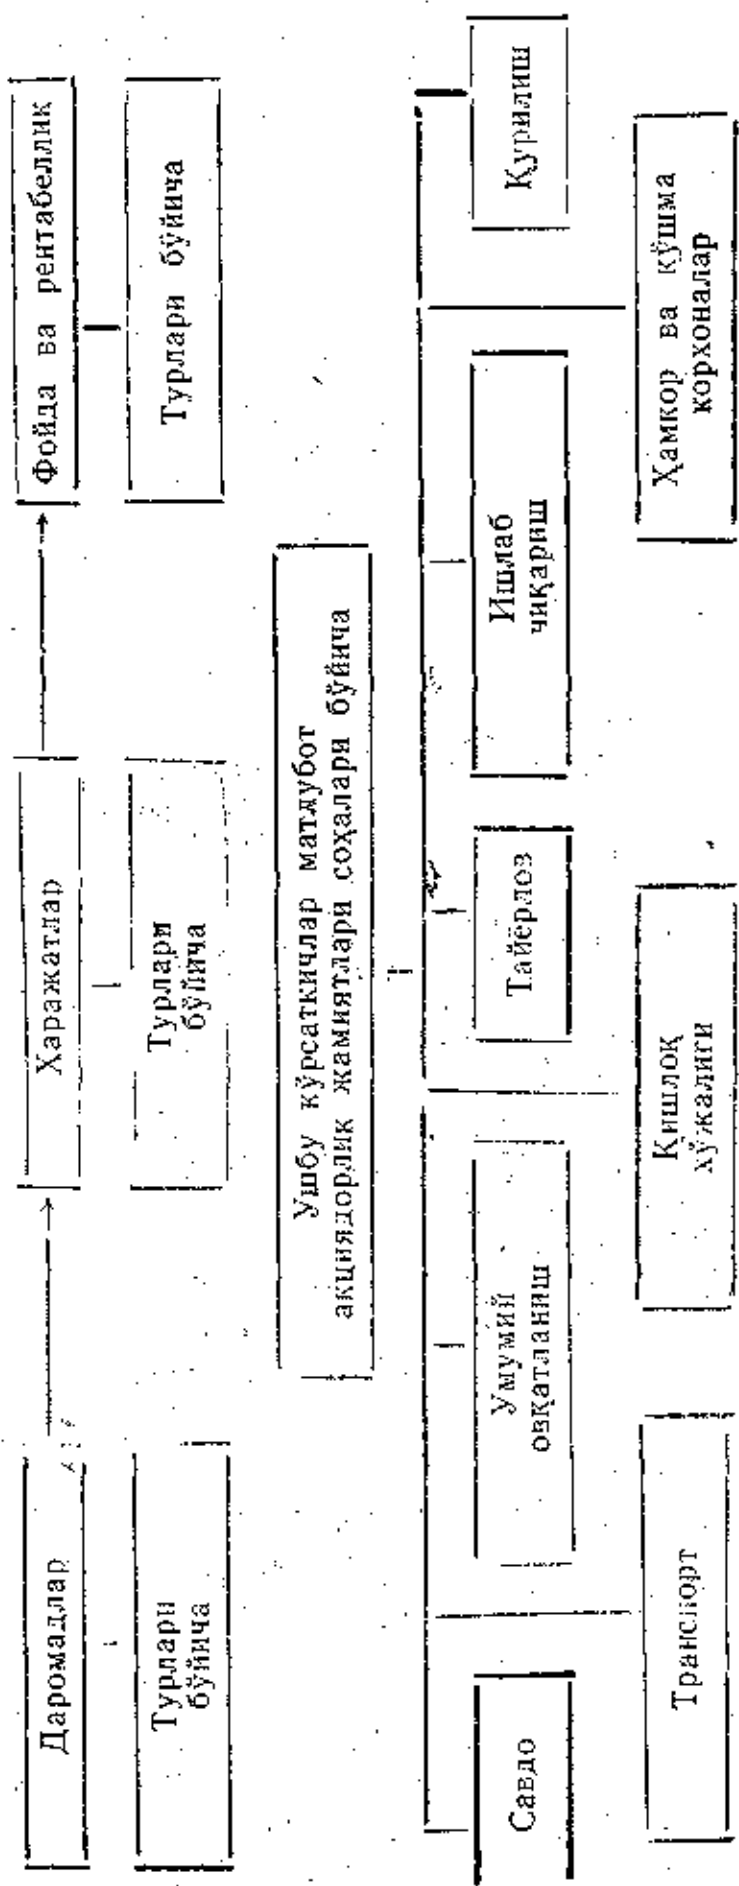 Даромадлар
Харажатлар
Фойда ва рентабеллик
Турлари
бўйича
Турлари
бўйича
Турлари бўйича
Ушбу кўрсаткичлар матлубот
акциядорлик жамиятлари соҳалари бўйича
Савдо
Умумий
овқатланиш
Тайёрлов
Ишлаб
чиқариш
Қурилиш
Транспорт
Қишлоқ
хўжалиги
Ҳамкор ва қўшма
корхоналар